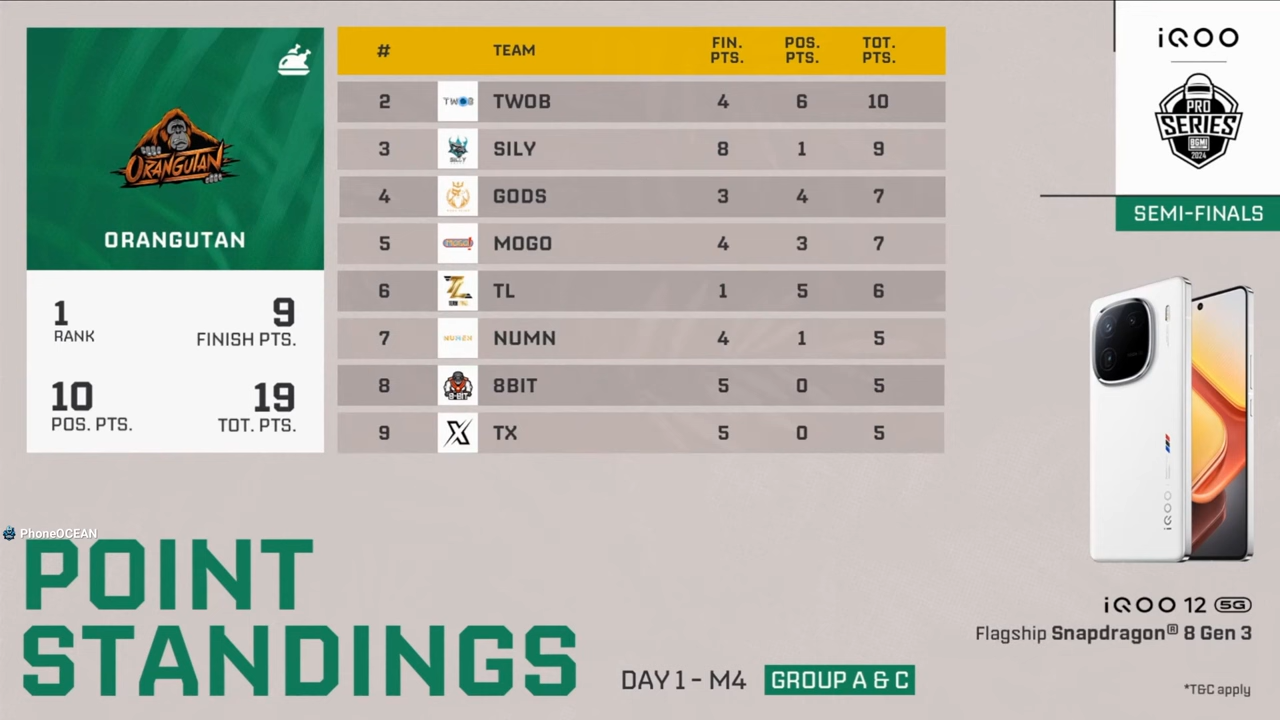 ORANGUTAN
ORANGUTAN
1
RANK
9
FINISH PTS.
10
POS. PTS.
19
TOT. PTS.
# TEAM FIN. PTS. POS. PTS. TOT. PTS.
2 TWOB TWOB 4 6 10
3 SILY 8 1 9
4 GODS 3 4 7
5 MOGO 4 3 7
6 TL TL 1 5 6
7 NUMN 4 1 5
8 8-BIT 8BIT 5 0 5
9 X TX 5 0 5
iQOO
PRO
SERIES
BGMI
2024
SEMI-FINALS
iQOO
iQOO 12 5G
Flagship Snapdragon® 8 Gen 3
*T&C apply
PhoneOCEAN
POINT
STANDINGS
DAY 1 - M4 GROUP A & C